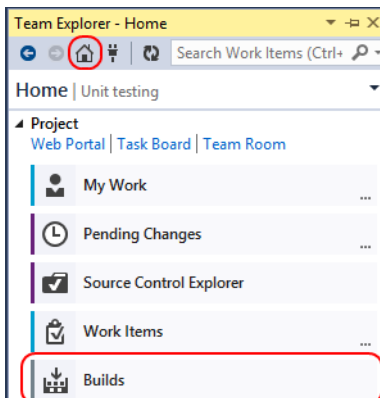 Team Explorer - Home
Search Work Items (Ctrl+
Home | Unit testing
Project
Web Portal | Task Board | Team Room
My Work
...
Pending Changes
...
Source Control Explorer
Work Items
...
Builds